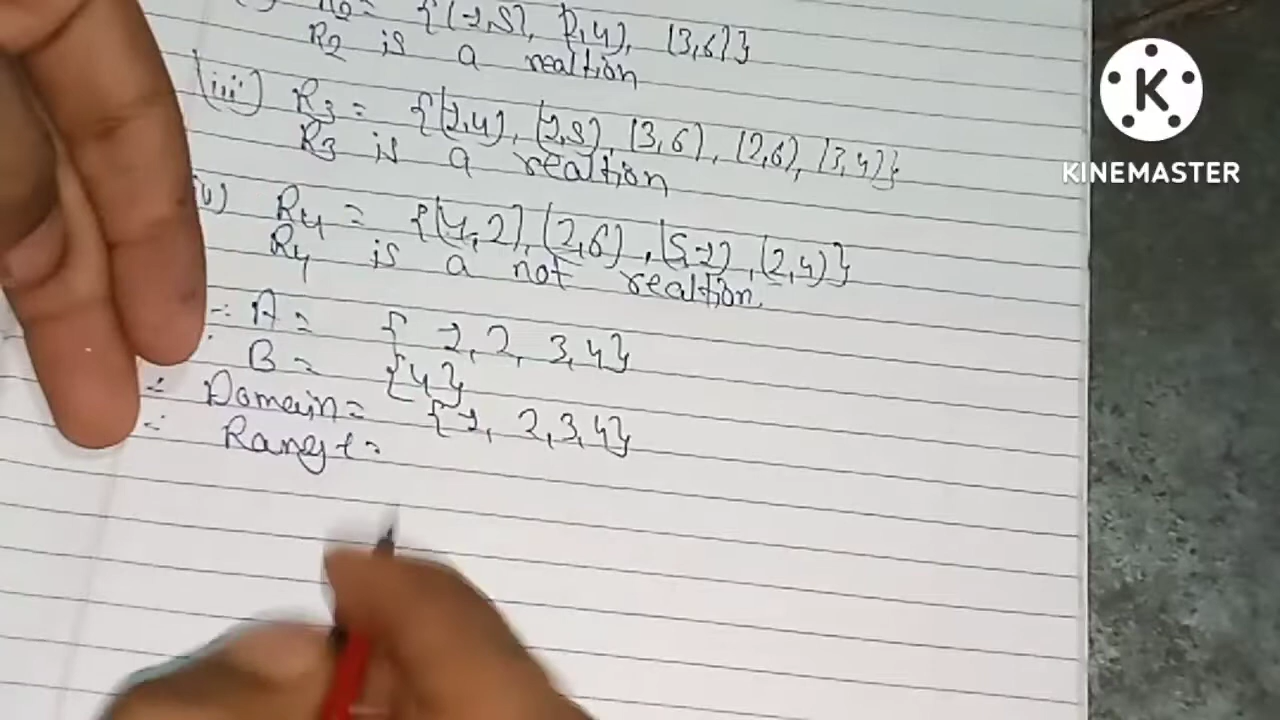 R2 = {(1,5), (2,4), (3,6)}
R2 is a realtion
(iii) R3 = {(2,4), (2,5), (3,6), (2,6), (3,4)}
R3 is a realtion
R4 = {(4,2), (2,6), (5,1), (2,4)}
R4 is a not realtion
∴ A = { 1, 2, 3, 4}
B = {4}
∴ Domain = {1, 2, 3, 4}
∴ Range =
K
KINEMASTER